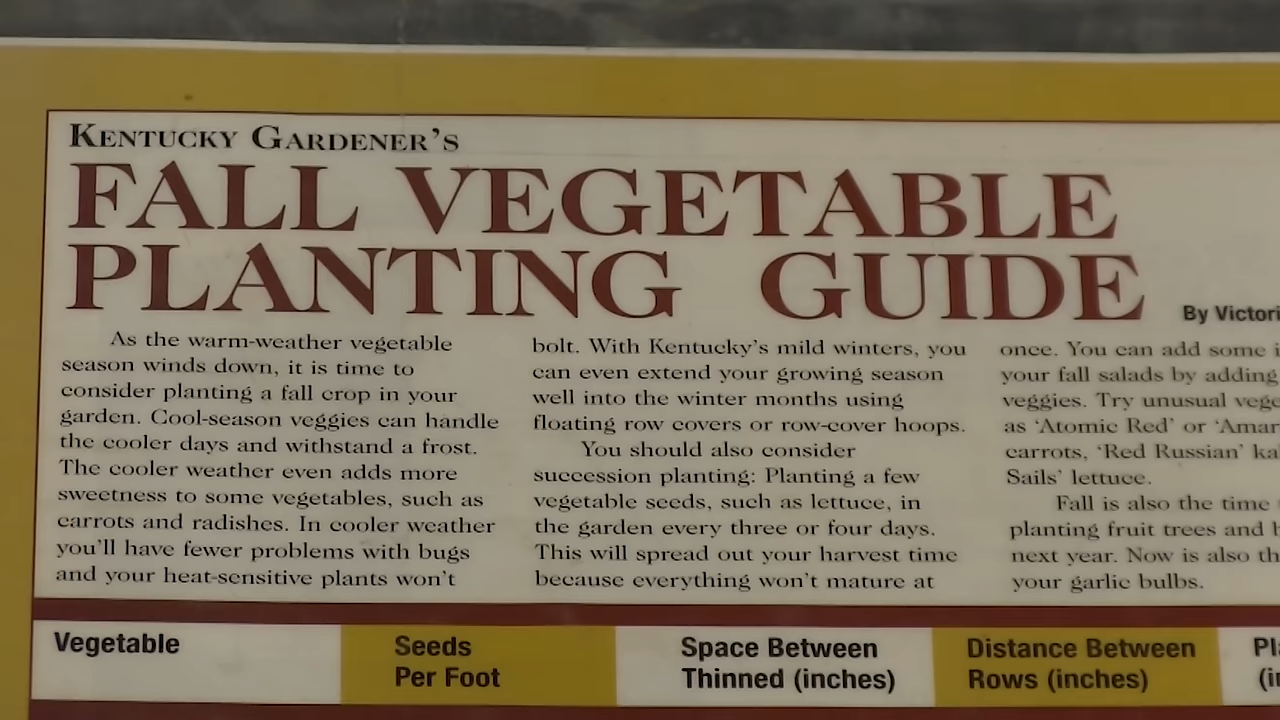 KENTUCKY GARDENER'S
FALL VEGETABLE
PLANTING GUIDE
By
As the warm-weather vegetable
season winds down, it is time to
consider planting a fall crop in your
garden. Cool-season veggies can handle
the cooler days and withstand a frost.
The cooler weather even adds more
sweetness to some vegetables, such as
carrots and radishes. In cooler weather
you'll have fewer problems with bugs
and your heat-sensitive plants won't
bolt. With Kentucky's mild winters, you
can even extend your growing season
well into the winter months using
floating row covers or row-cover hoops.
You should also consider
succession planting: Planting a few
vegetable seeds, such as lettuce, in
the garden every three or four days.
This will spread out your harvest time
because everything won't mature at
once. You can add some
your fall salads by adding
veggies. Try unusual
as 'Atomic Red' or
carrots, 'Red Russian'
Sails' lettuce.
Fall is also the time
planting fruit trees and
next year. Now is also
your garlic bulbs.
Vegetable
Seeds
Per Foot
Space Between
Thinned (inches)
Distance Between
Rows (inches)